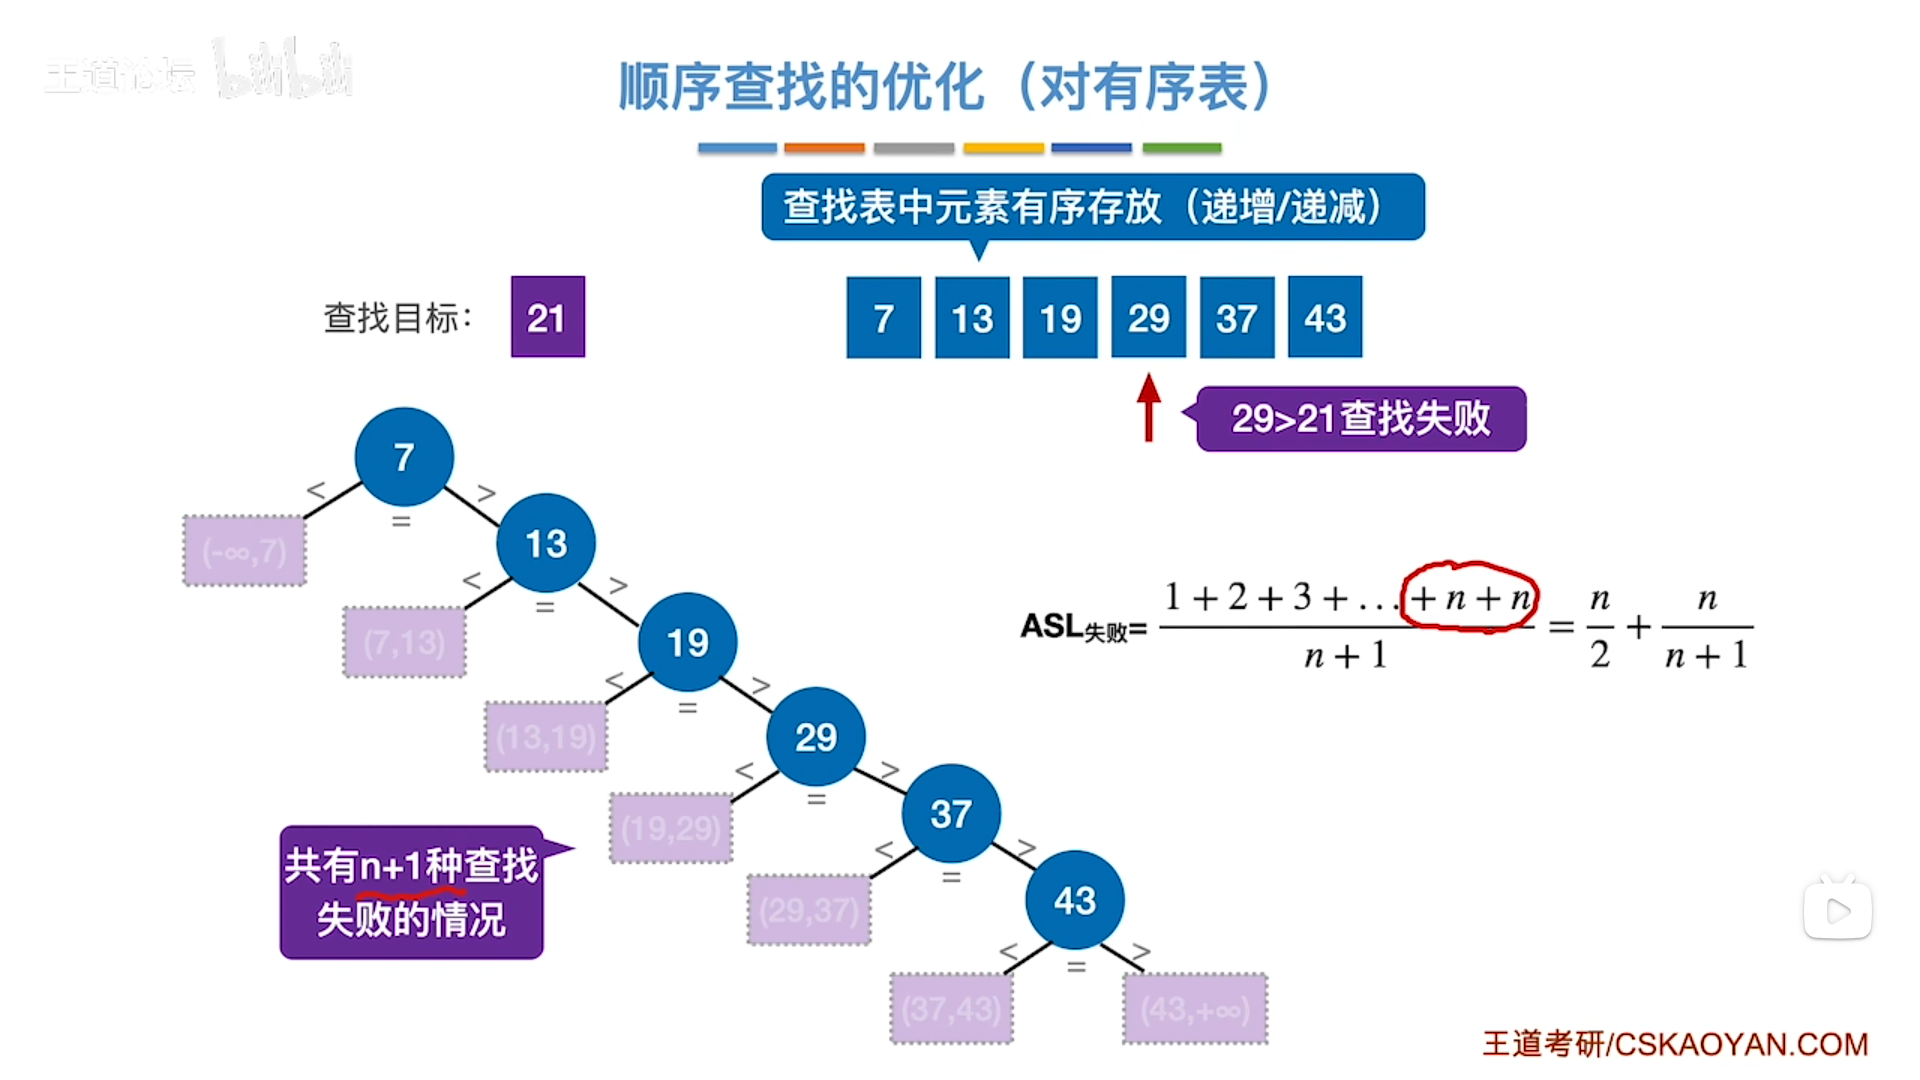 王道论坛 bilibili
顺序查找的优化（对有序表）
查找表中元素有序存放（递增/递减）
查找目标： 21
7 13 19 29 37 43
29>21查找失败
7
< = >
(-∞,7)
13
< = >
(7,13)
19
< = >
(13,19)
29
< = >
(19,29)
37
< = >
(29,37)
43
< = >
(37,43) (43,+∞)
共有n+1种查找
失败的情况
ASL失败= (1 + 2 + 3 + … + n + n) / (n + 1) = n/2 + n/(n + 1)
王道考研/CSKAOYAN.COM